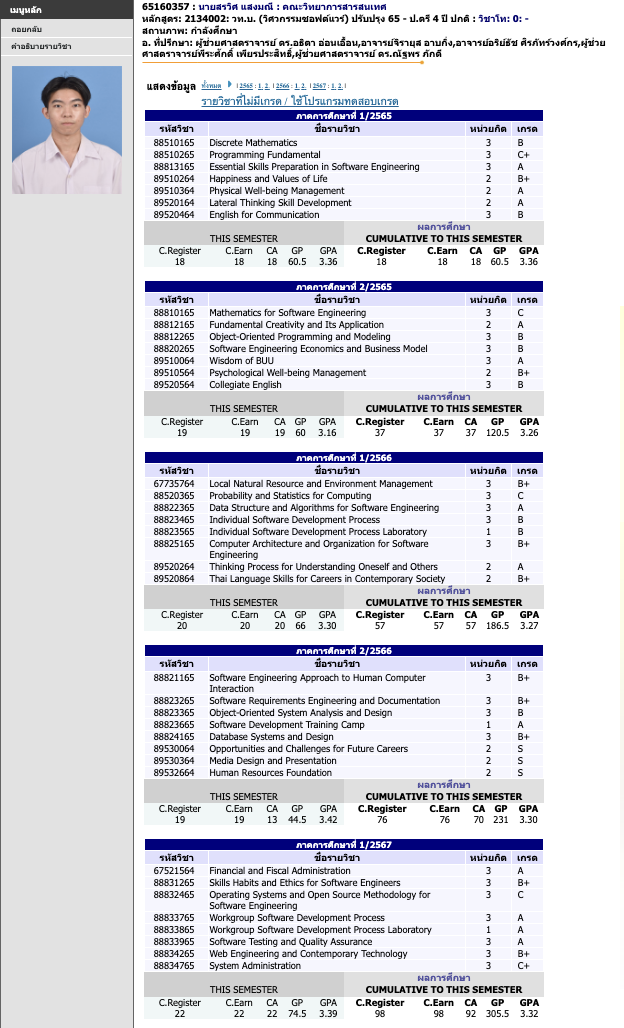 เมนูหลัก
ถอยกลับ
คำอธิบายรายวิชา
65160357 : นายสรวิศ แสงมณี : คณะวิทยาการสารสนเทศ
หลักสูตร: 2134002: วท.บ. (วิศวกรรมซอฟต์แวร์) ปรับปรุง 65 - ป.ตรี 4 ปี ปกติ : วิชาโท: 0: -
สถานภาพ: กำลังศึกษา
อ. ที่ปรึกษา: ผู้ช่วยศาสตราจารย์ ดร.อธิตา อ่อนเอื้อน,อาจารย์จิรายุส อาบกิ่ง,อาจารย์อริย์ธัช ศิรภัทร์วงศ์กร,ผู้ช่วย
ศาสตราจารย์พีระศักดิ์ เพียรประสิทธิ์,ผู้ช่วยศาสตราจารย์ ดร.ณัฐพร ภักดี
แสดงข้อมูล ทั้งหมด | 2565 : 1, 2, | 2566 : 1, 2, | 2567 : 1, 2, |
รายวิชาที่ไม่มีเกรด / ใช้โปรแกรมทดสอบเกรด
ภาคการศึกษาที่ 1/2565
รหัสวิชา ชื่อรายวิชา หน่วยกิต เกรด
88510165 Discrete Mathematics 3 B
88510265 Programming Fundamental 3 C+
88813165 Essential Skills Preparation in Software Engineering 3 A
89510264 Happiness and Values of Life 2 B+
89510364 Physical Well-being Management 2 A
89520164 Lateral Thinking Skill Development 2 A
89520464 English for Communication 3 B
ผลการศึกษา
THIS SEMESTER CUMULATIVE TO THIS SEMESTER
C.Register C.Earn CA GP GPA C.Register C.Earn CA GP GPA
18 18 18 60.5 3.36 18 18 18 60.5 3.36
ภาคการศึกษาที่ 2/2565
รหัสวิชา ชื่อรายวิชา หน่วยกิต เกรด
88810165 Mathematics for Software Engineering 3 C
88812165 Fundamental Creativity and Its Application 2 A
88812265 Object-Oriented Programming and Modeling 3 B
88820265 Software Engineering Economics and Business Model 3 B
89510064 Wisdom of BUU 3 A
89510564 Psychological Well-being Management 2 B+
89520564 Collegiate English 3 B
ผลการศึกษา
THIS SEMESTER CUMULATIVE TO THIS SEMESTER
C.Register C.Earn CA GP GPA C.Register C.Earn CA GP GPA
19 19 19 60 3.16 37 37 37 120.5 3.26
ภาคการศึกษาที่ 1/2566
รหัสวิชา ชื่อรายวิชา หน่วยกิต เกรด
67735764 Local Natural Resource and Environment Management 3 B+
88520365 Probability and Statistics for Computing 3 C
88822365 Data Structure and Algorithms for Software Engineering 3 A
88823465 Individual Software Development Process 3 B
88823565 Individual Software Development Process Laboratory 1 B
88825165 Computer Architecture and Organization for Software 3 B+
Engineering
89520264 Thinking Process for Understanding Oneself and Others 2 A
89520864 Thai Language Skills for Careers in Contemporary Society 2 B+
ผลการศึกษา
THIS SEMESTER CUMULATIVE TO THIS SEMESTER
C.Register C.Earn CA GP GPA C.Register C.Earn CA GP GPA
20 20 20 66 3.30 57 57 57 186.5 3.27
ภาคการศึกษาที่ 2/2566
รหัสวิชา ชื่อรายวิชา หน่วยกิต เกรด
88821165 Software Engineering Approach to Human Computer 3 B+
Interaction
88823265 Software Requirements Engineering and Documentation 3 B+
88823365 Object-Oriented System Analysis and Design 3 B
88823665 Software Development Training Camp 1 A
88824165 Database Systems and Design 3 B+
89530064 Opportunities and Challenges for Future Careers 2 S
89530364 Media Design and Presentation 2 S
89532664 Human Resources Foundation 2 S
ผลการศึกษา
THIS SEMESTER CUMULATIVE TO THIS SEMESTER
C.Register C.Earn CA GP GPA C.Register C.Earn CA GP GPA
19 19 13 44.5 3.42 76 76 70 231 3.30
ภาคการศึกษาที่ 1/2567
รหัสวิชา ชื่อรายวิชา หน่วยกิต เกรด
67521564 Financial and Fiscal Administration 3 A
88831265 Skills Habits and Ethics for Software Engineers 3 B+
88832465 Operating Systems and Open Source Methodology for 3 C
Software Engineering
88833765 Workgroup Software Development Process 3 A
88833865 Workgroup Software Development Process Laboratory 1 A
88833965 Software Testing and Quality Assurance 3 A
88834265 Web Engineering and Contemporary Technology 3 B+
88834765 System Administration 3 C+
ผลการศึกษา
THIS SEMESTER CUMULATIVE TO THIS SEMESTER
C.Register C.Earn CA GP GPA C.Register C.Earn CA GP GPA
22 22 22 74.5 3.39 98 98 92 305.5 3.32